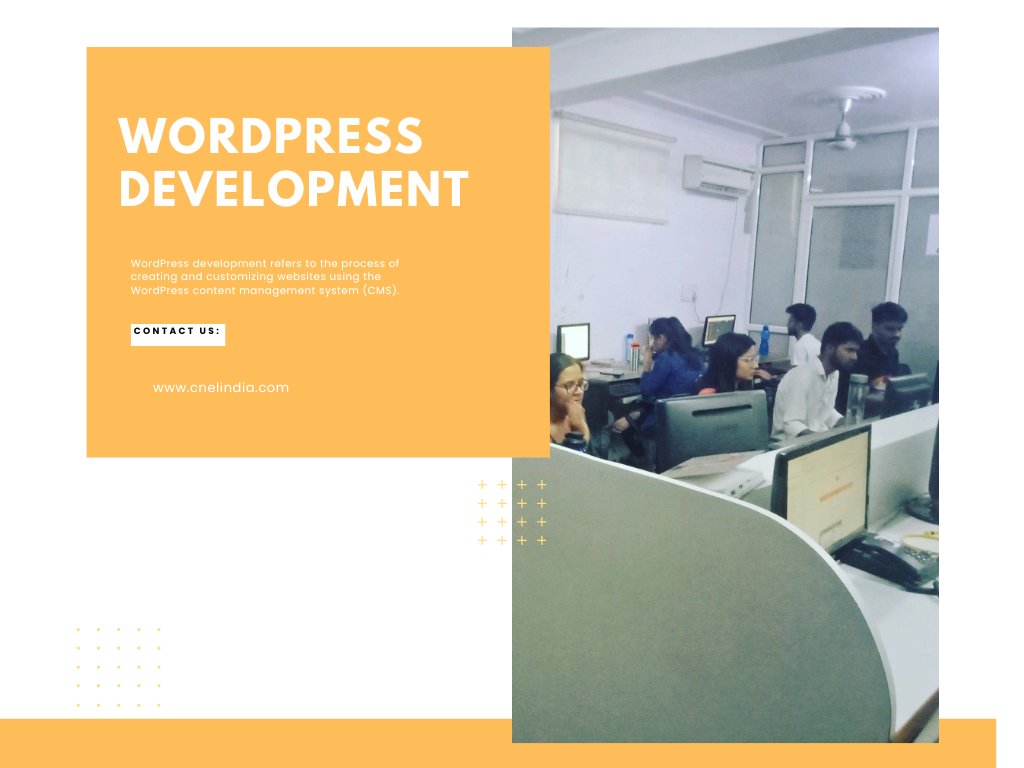 WORDPRESS
DEVELOPMENT
WordPress development refers to the process of
creating and customizing websites using the
WordPress content management system (CMS).
CONTACT US:
www.cnelindia.com